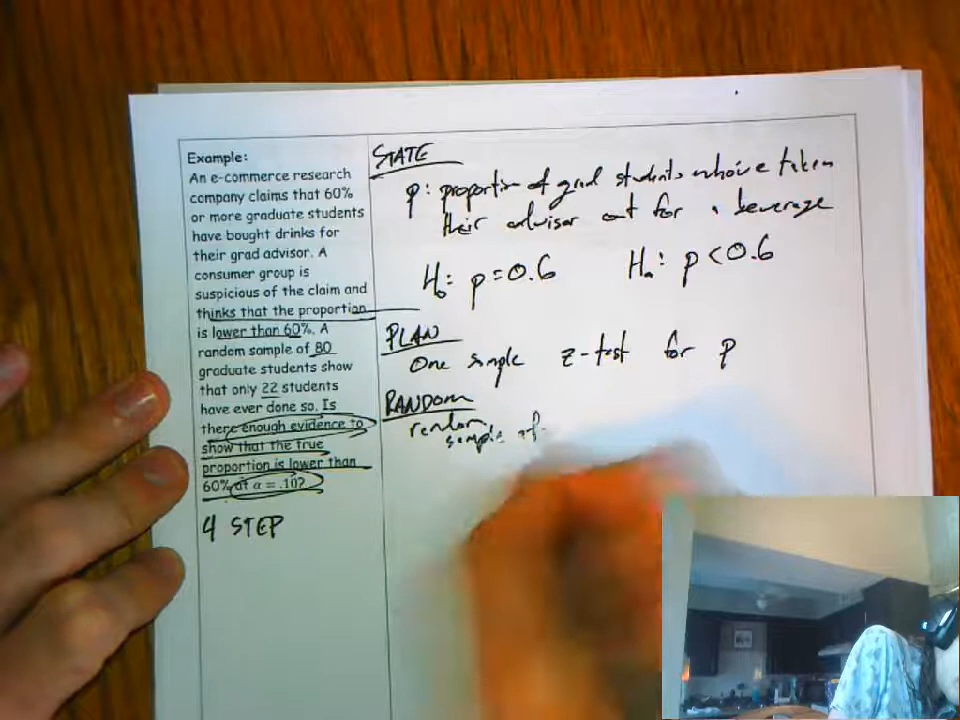 Example:
An e-commerce research
company claims that 60%
or more graduate students
have bought drinks for
their grad advisor. A
consumer group is
suspicious of the claim and
thinks that the proportion
is lower than 60%. A
random sample of 80
graduate students show
that only 22 students
have ever done so. Is
there enough evidence to
show that the true
proportion is lower than
60% at α = .10?
4 STEP
STATE
p: proportion of grad students who've taken
their advisor out for a beverage
H₀: p = 0.6 Hₐ: p < 0.6
PLAN
One sample z-test for p
RANDOM
random
sample of